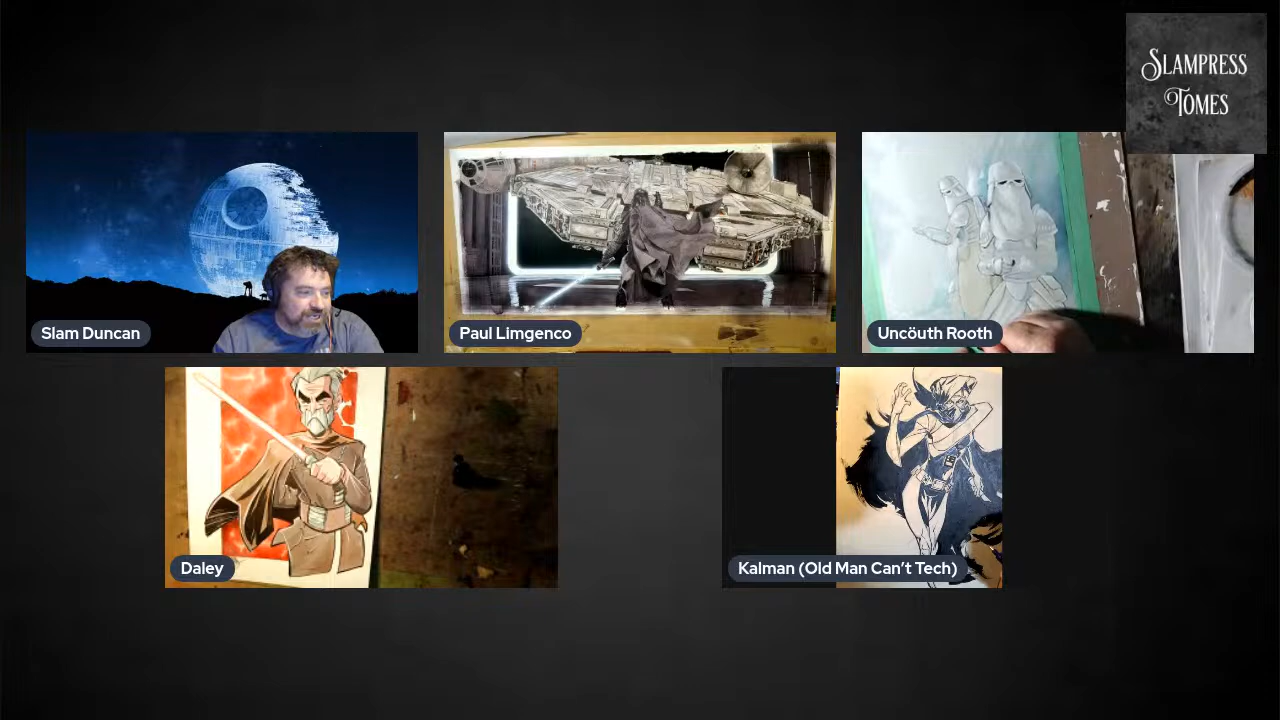 SLAMPRESS
TOMES
Slam Duncan
Paul Limgenco
Uncöuth Rooth
Daley
Kalman (Old Man Can’t Tech)